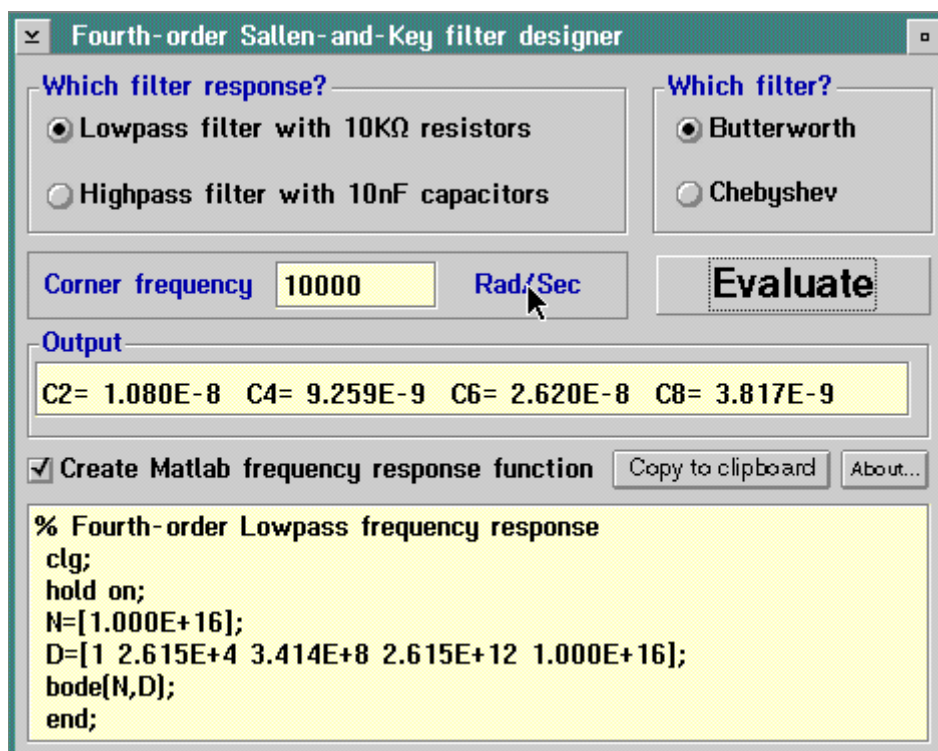 Fourth-order Sallen-and-Key filter designer
Which filter response?
Lowpass filter with 10KΩ resistors
Highpass filter with 10nF capacitors
Which filter?
Butterworth
Chebyshev
Corner frequency 10000 Rad/Sec
Evaluate
Output
C2= 1.080E-8 C4= 9.259E-9 C6= 2.620E-8 C8= 3.817E-9
Create Matlab frequency response function Copy to clipboard About...
% Fourth-order Lowpass frequency response
clg;
hold on;
N=[1.000E+16];
D=[1 2.615E+4 3.414E+8 2.615E+12 1.000E+16];
bode(N,D);
end;